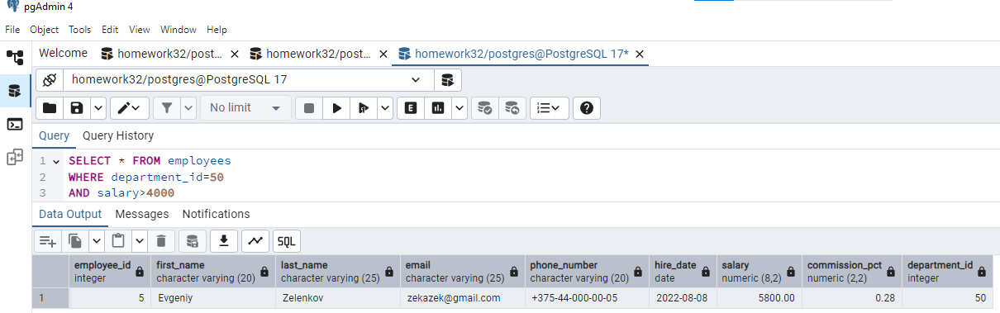 pgAdmin 4
File Object Tools Edit View Window Help
Welcome homework32/post... homework32/post... homework32/postgres@PostgreSQL 17*
homework32/postgres@PostgreSQL 17
No limit
Query Query History
1 SELECT * FROM employees
2 WHERE department_id=50
3 AND salary>4000
Data Output Messages Notifications
SQL
employee_id first_name last_name email phone_number hire_date salary commission_pct department_id
integer character varying (20) character varying (25) character varying (25) character varying (20) date numeric (8,2) numeric (2,2) integer
1 5 Evgeniy Zelenkov zekazek@gmail.com +375-44-000-00-05 2022-08-08 5800.00 0.28 50